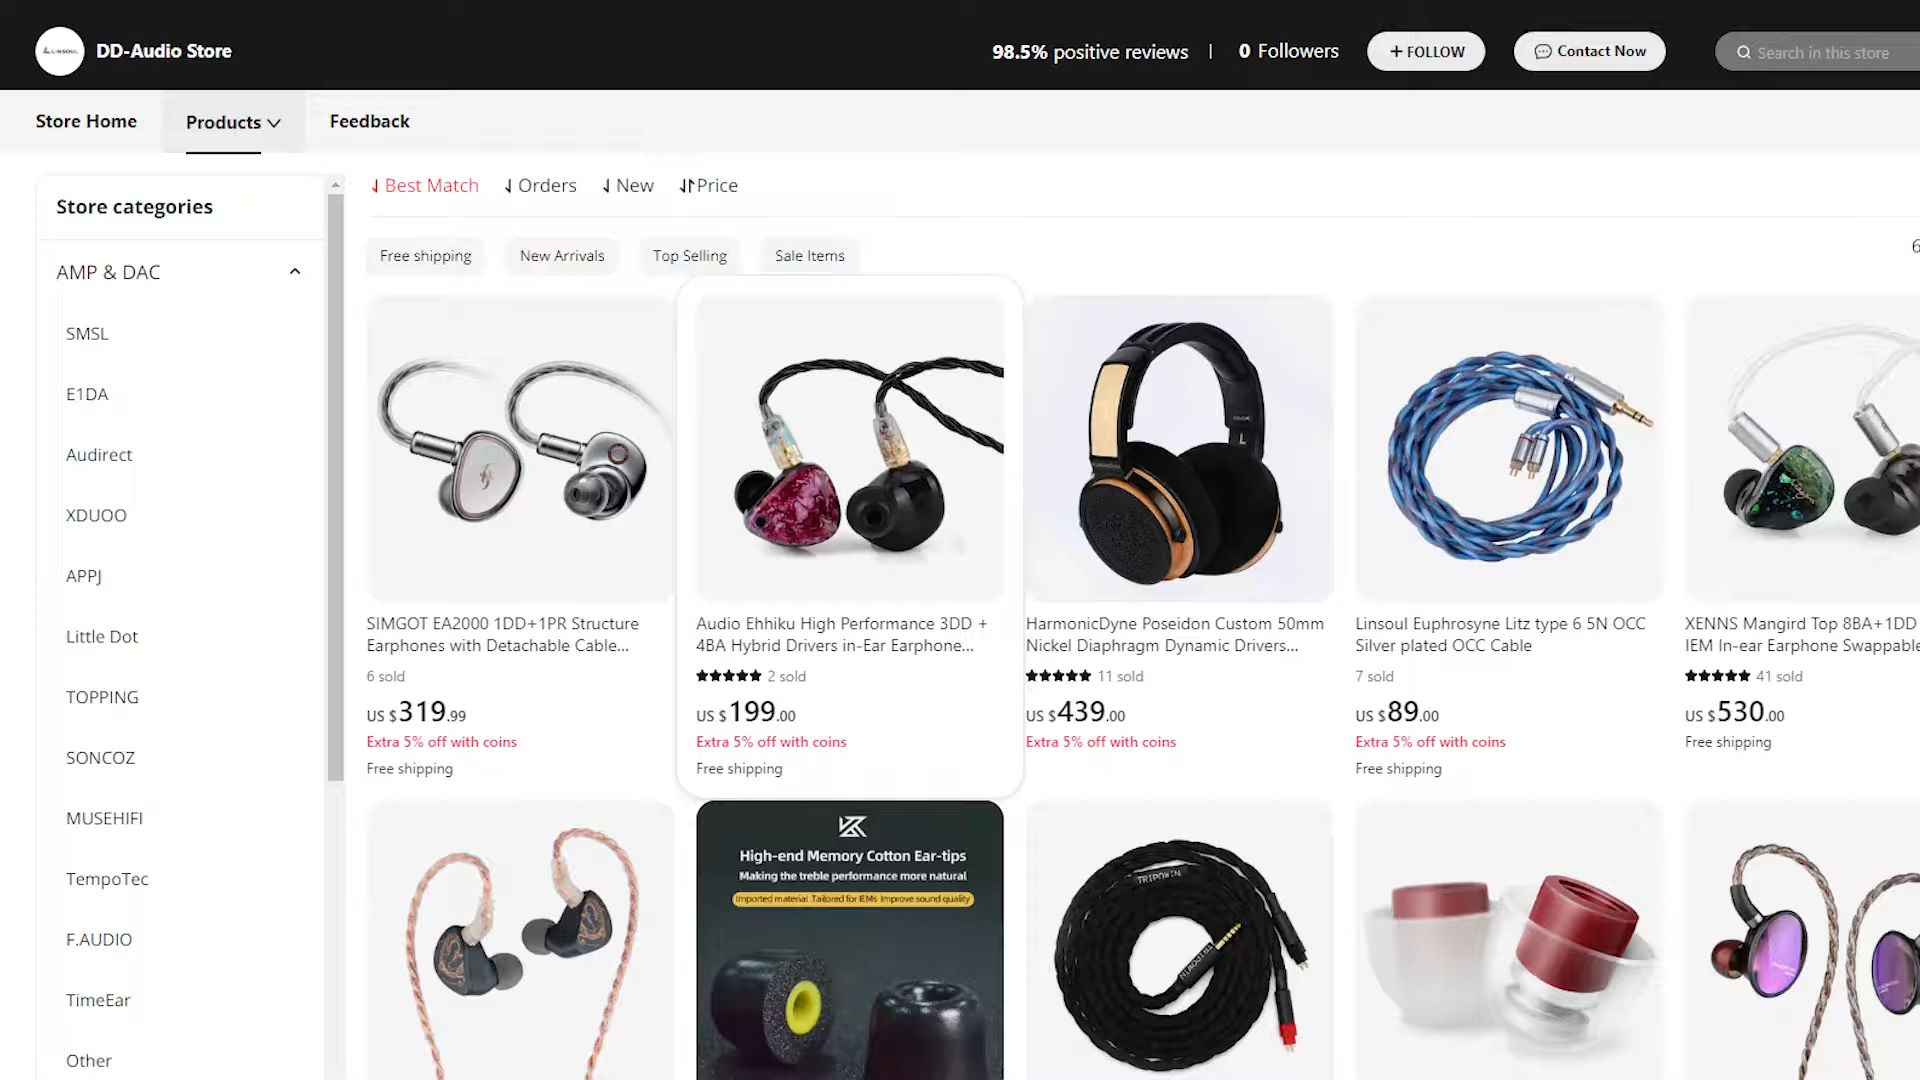 LINSOUL
DD-Audio Store
98.5% positive reviews | 0 Followers
+ FOLLOW
Contact Now
Search in this store
Store Home
Products
Feedback
Store categories
AMP & DAC
SMSL
E1DA
Audirect
XDUOO
APPJ
Little Dot
TOPPING
SONCOZ
MUSEHIFI
TempoTec
F.AUDIO
TimeEar
Other
Best Match
Orders
New
Price
Free shipping
New Arrivals
Top Selling
Sale Items
6
SIMGOT EA2000 1DD+1PR Structure
Earphones with Detachable Cable...
6 sold
US $319.99
Extra 5% off with coins
Free shipping
Audio Ehhiku High Performance 3DD +
4BA Hybrid Drivers in-Ear Earphone...
2 sold
US $199.00
Extra 5% off with coins
Free shipping
L
HarmonicDyne Poseidon Custom 50mm
Nickel Diaphragm Dynamic Drivers...
11 sold
US $439.00
Extra 5% off with coins
Linsoul Euphrosyne Litz type 6 5N OCC
Silver plated OCC Cable
7 sold
US $89.00
Extra 5% off with coins
Free shipping
XENNS Mangird Top 8BA+1DD
IEM In-ear Earphone Swappable
41 sold
US $530.00
Free shipping
KZ
High-end Memory Cotton Ear-tips
Making the treble performance more natural
Imported material Tailored for IEMs Improve sound quality
TRIPOWIN
TRIPOWIN